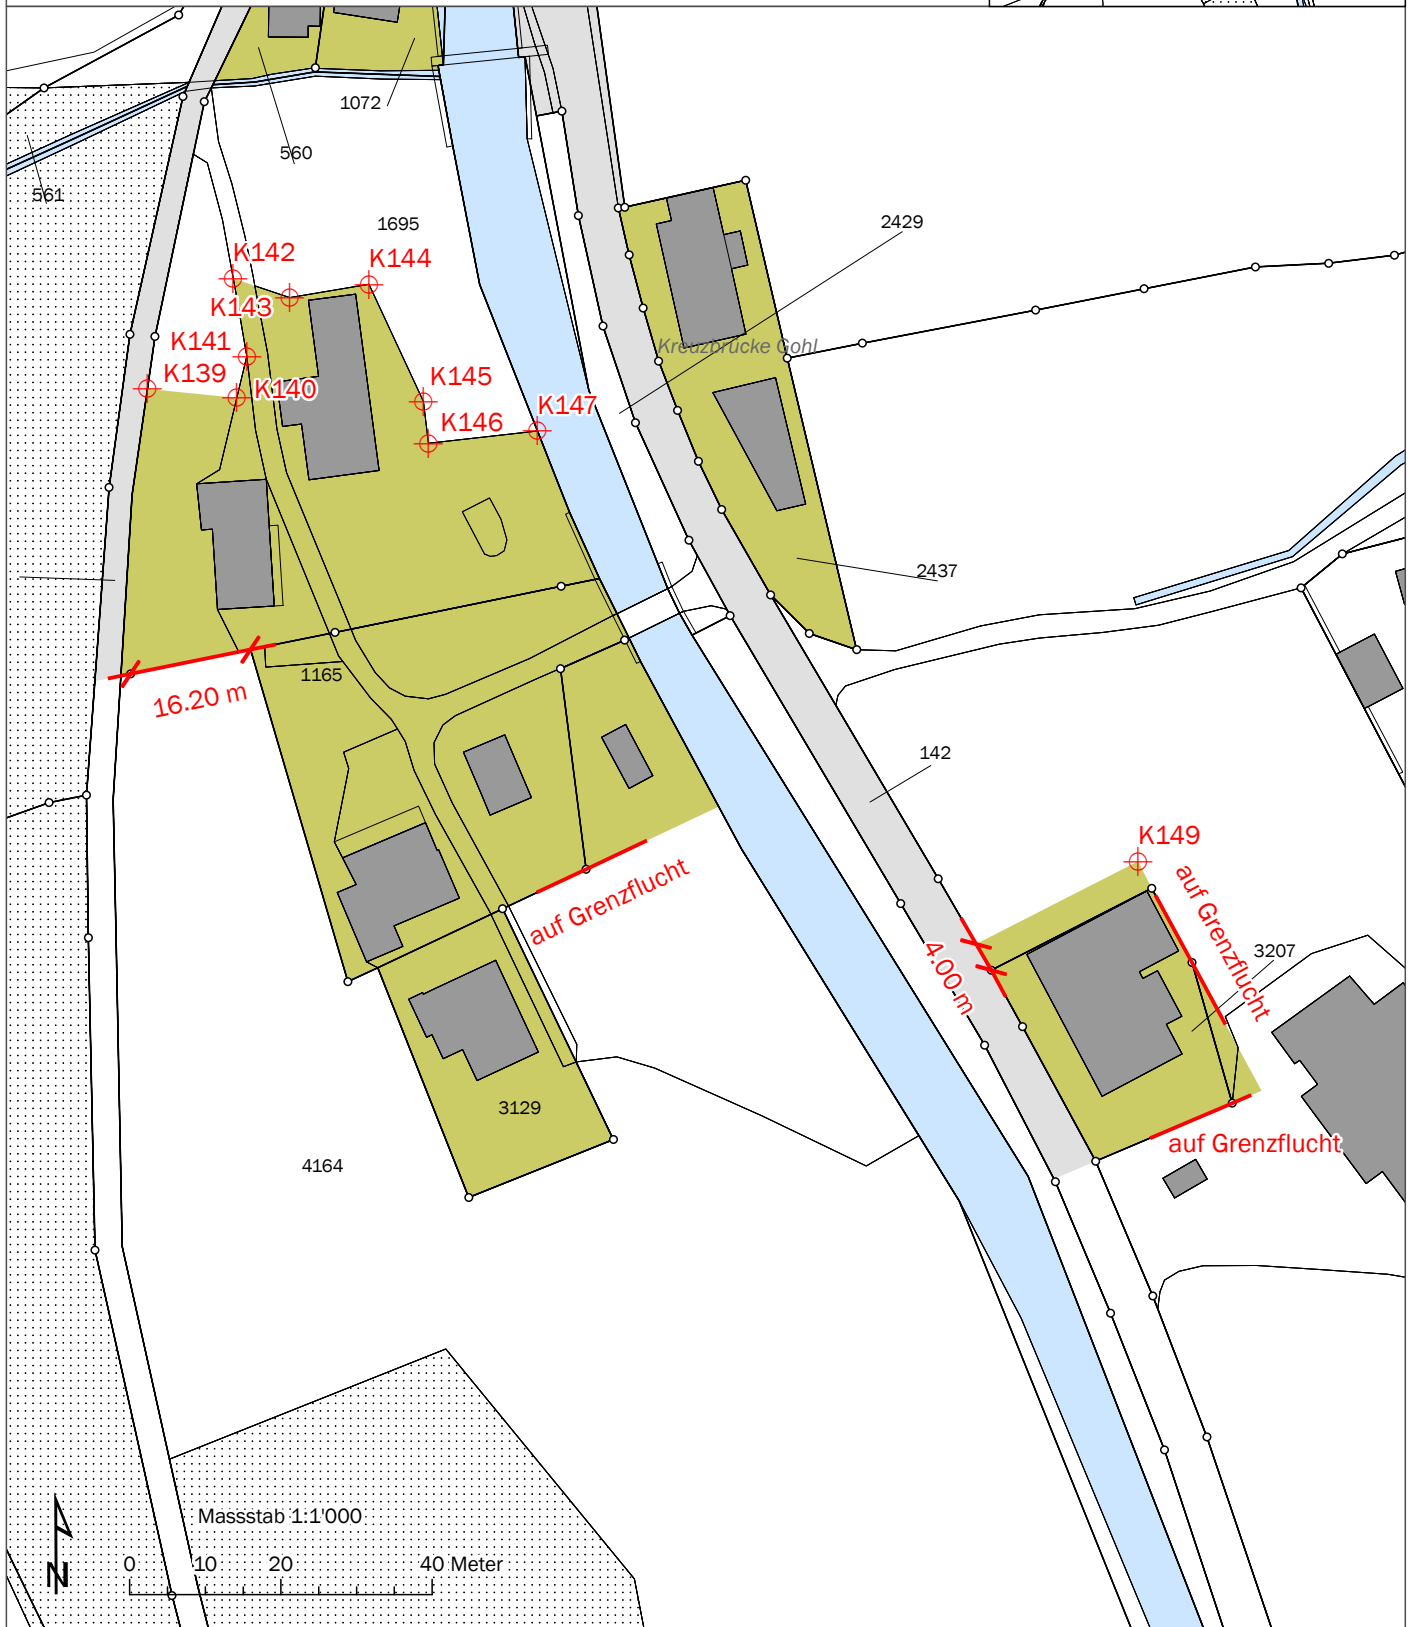 1072
560
561
1695
2429
K142
K144
K143
K141
Kreuzbrücke Gohl
K139
K140
K145
K147
K146
2437
1165
16.20 m
142
K149
auf Grenzflucht
auf Grenzflucht
3207
4.00 m
3129
auf Grenzflucht
4164
Massstab 1:1'000
0 10 20 40 Meter
N